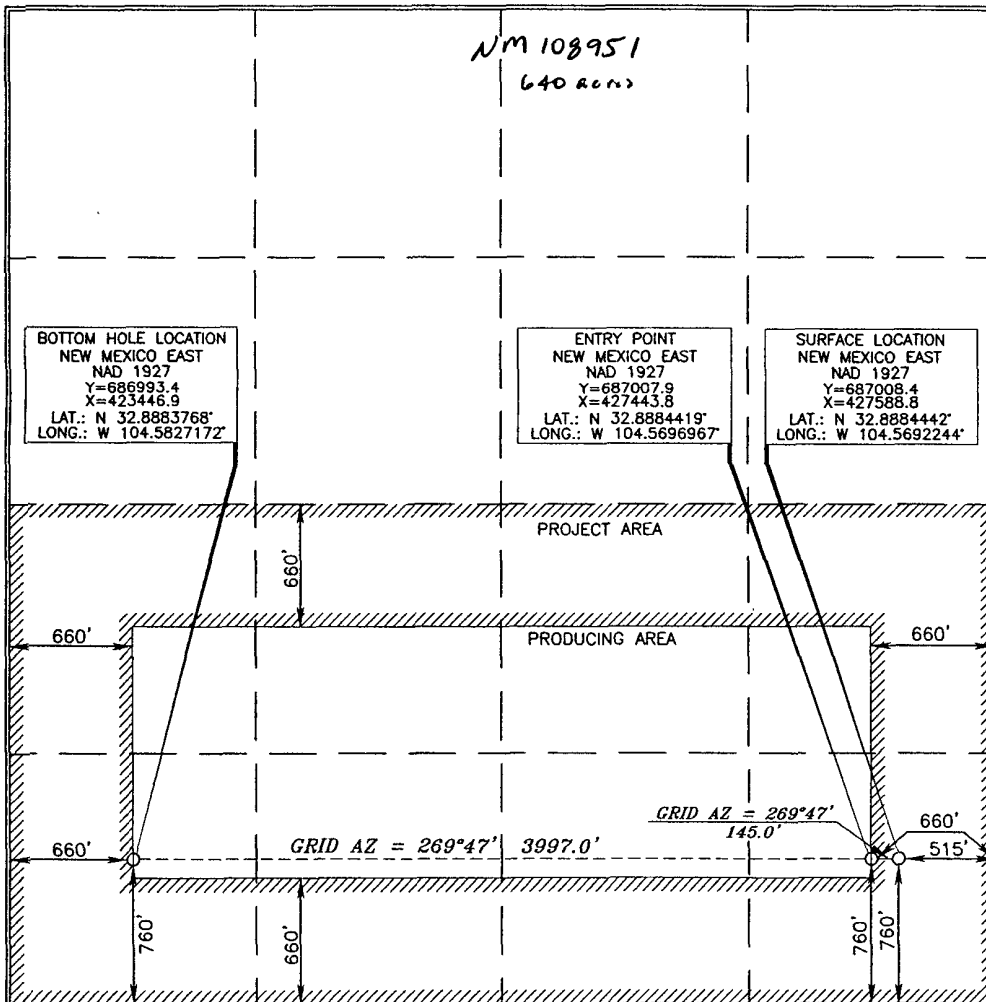 NM 108951
640 acres
BOTTOM HOLE LOCATION
NEW MEXICO EAST
NAD 1927
Y=686993.4
X=423446.9
LAT.: N 32.8883768°
LONG.: W 104.5827172°
ENTRY POINT
NEW MEXICO EAST
NAD 1927
Y=687007.9
X=427443.8
LAT.: N 32.8884419°
LONG.: W 104.5696967°
SURFACE LOCATION
NEW MEXICO EAST
NAD 1927
Y=687008.4
X=427588.8
LAT.: N 32.8884442°
LONG.: W 104.5692244°
PROJECT AREA
660'
660'
PRODUCING AREA
660'
GRID AZ = 269°47'
145.0'
660'
660'
GRID AZ = 269°47' 3997.0'
515'
760'
660'
760'
760'